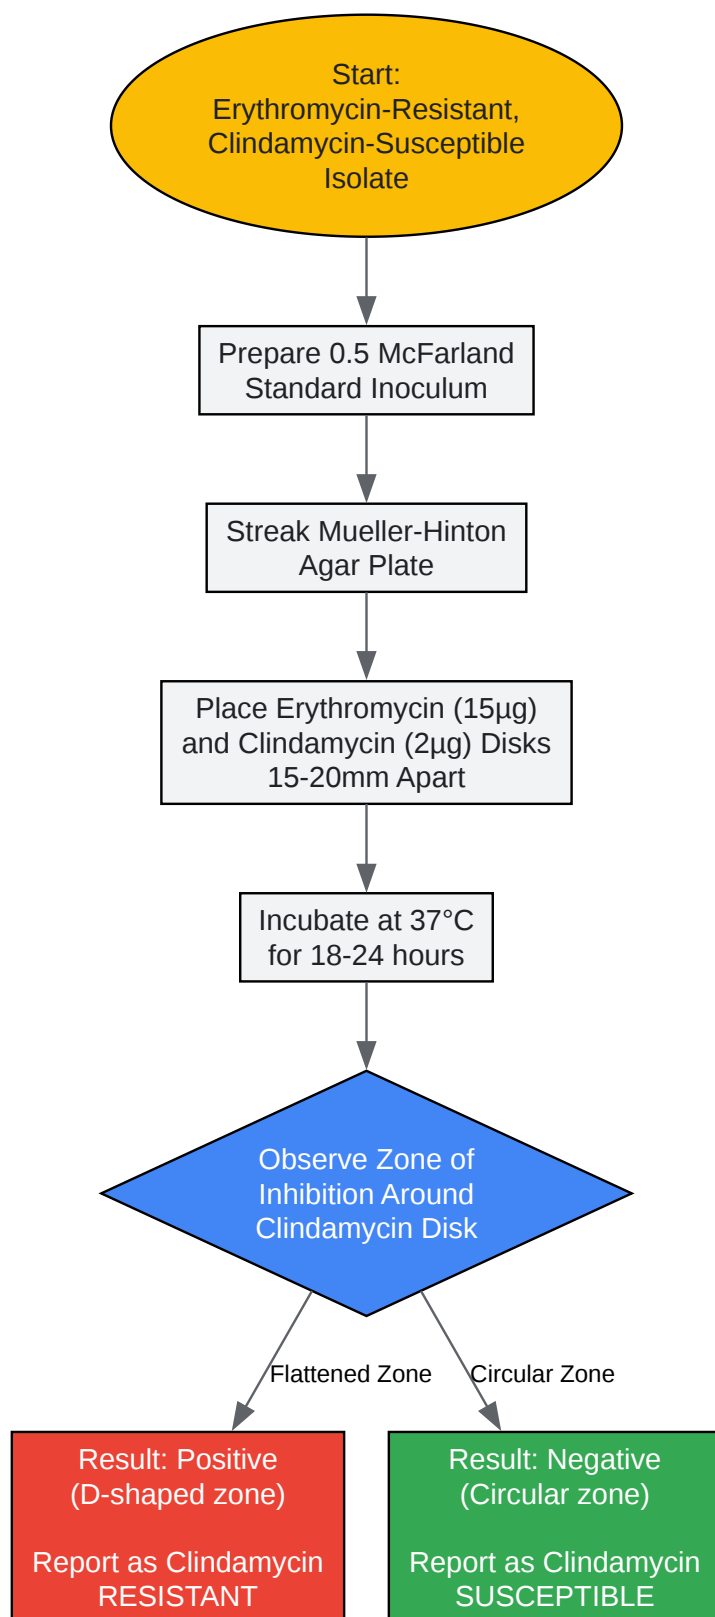 Start:
Erythromycin-Resistant,
Clindamycin-Susceptible
Isolate
Prepare 0.5 McFarland
Standard Inoculum
Streak Mueller-Hinton
Agar Plate
Place Erythromycin (15µg)
and Clindamycin (2µg) Disks
15-20mm Apart
Incubate at 37°C
for 18-24 hours
Observe Zone of
Inhibition Around
Clindamycin Disk
Flattened Zone
Circular Zone
Result: Positive
(D-shaped zone)
Report as Clindamycin
RESISTANT
Result: Negative
(Circular zone)
Report as Clindamycin
SUSCEPTIBLE